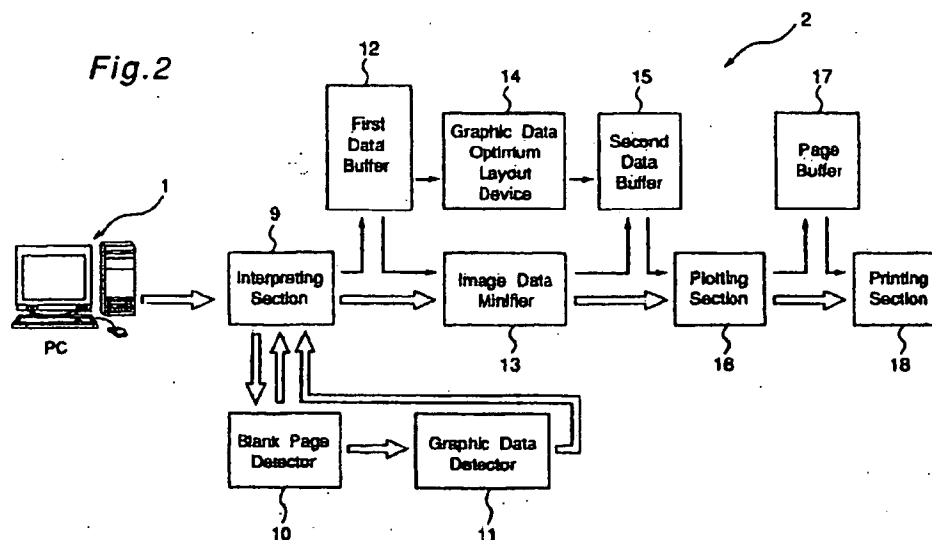 Fig.2
2
12
First
Data
Buffer
14
Graphic Data
Optimum
Layout
Device
15
Second
Data
Buffer
17
Page
Buffer
1
PC
9
Interprating
Section
Image Data
Minifier
13
Plotting
Section
16
Printing
Section
18
Blank Page
Detector
10
Graphic Data
Detector
11